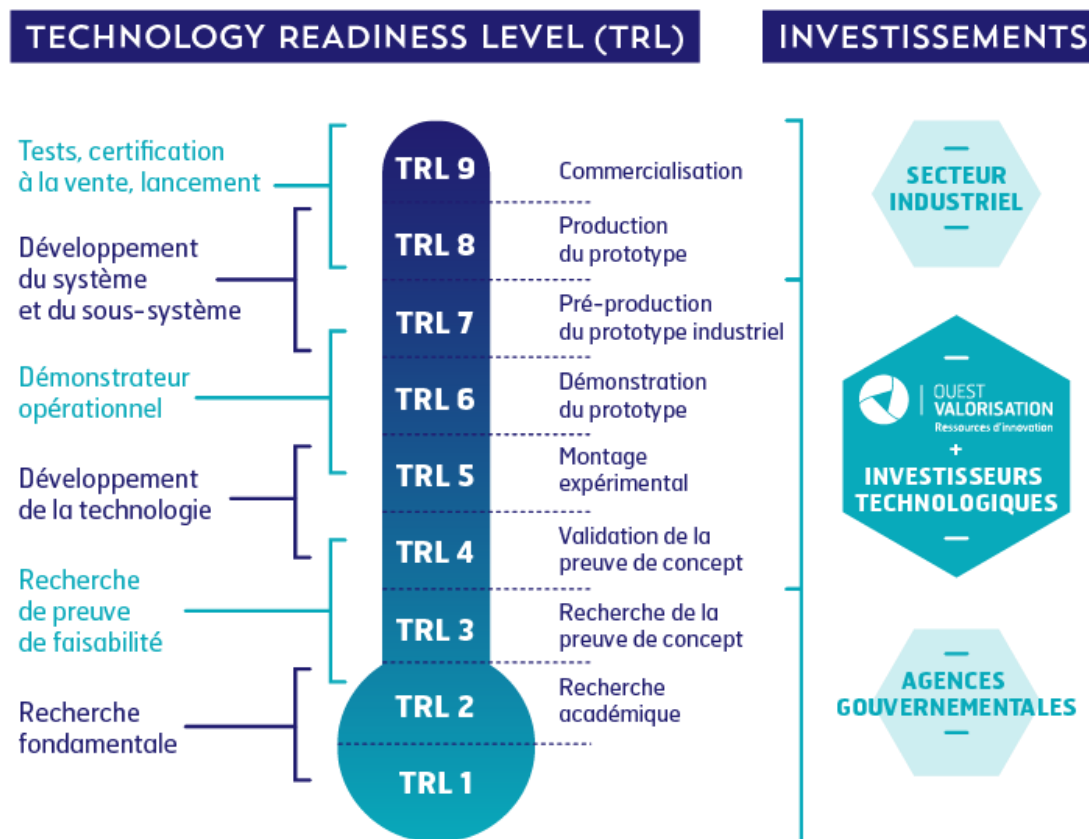 TECHNOLOGY READINESS LEVEL (TRL)
INVESTISSEMENTS
Tests, certification
à la vente, lancement
Développement
du système
et du sous-système
Démonstrateur
opérationnel
Développement
de la technologie
Recherche
de preuve
de faisabilité
Recherche
fondamentale
TRL 9
TRL 8
TRL 7
TRL 6
TRL 5
TRL 4
TRL 3
TRL 2
TRL 1
Commercialisation
Production
du prototype
Pré-production
du prototype industriel
Démonstration
du prototype
Montage
expérimental
Validation de la
preuve de concept
Recherche de la
preuve de concept
Recherche
académique
SECTEUR
INDUSTRIEL
OUEST
VALORISATION
Ressources d'innovation
+
INVESTISSEURS
TECHNOLOGIQUES
AGENCES
GOUVERNEMENTALES